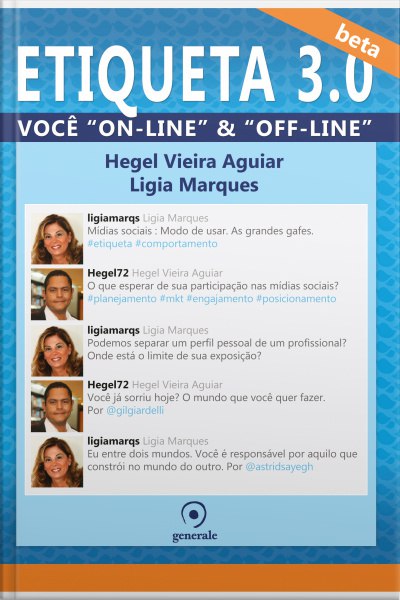 beta
ETIQUETA 3.0
VOCÊ “ON-LINE” & “OFF-LINE”
Hegel Vieira Aguiar
Ligia Marques
ligiamarqs Ligia Marques
Mídias sociais : Modo de usar. As grandes gafes.
#etiqueta #comportamento
Hegel72 Hegel Vieira Aguiar
O que esperar de sua participação nas mídias sociais?
#planejamento #mkt #engajamento #posicionamento
ligiamarqs Ligia Marques
Podemos separar um perfil pessoal de um profissional?
Onde está o limite de sua exposição?
Hegel72 Hegel Vieira Aguiar
Você já sorriu hoje? O mundo que você quer fazer.
Por @gilgiardelli
ligiamarqs Ligia Marques
Eu entre dois mundos. Você é responsável por aquilo que
constrói no mundo do outro. Por @astridsayegh
generale